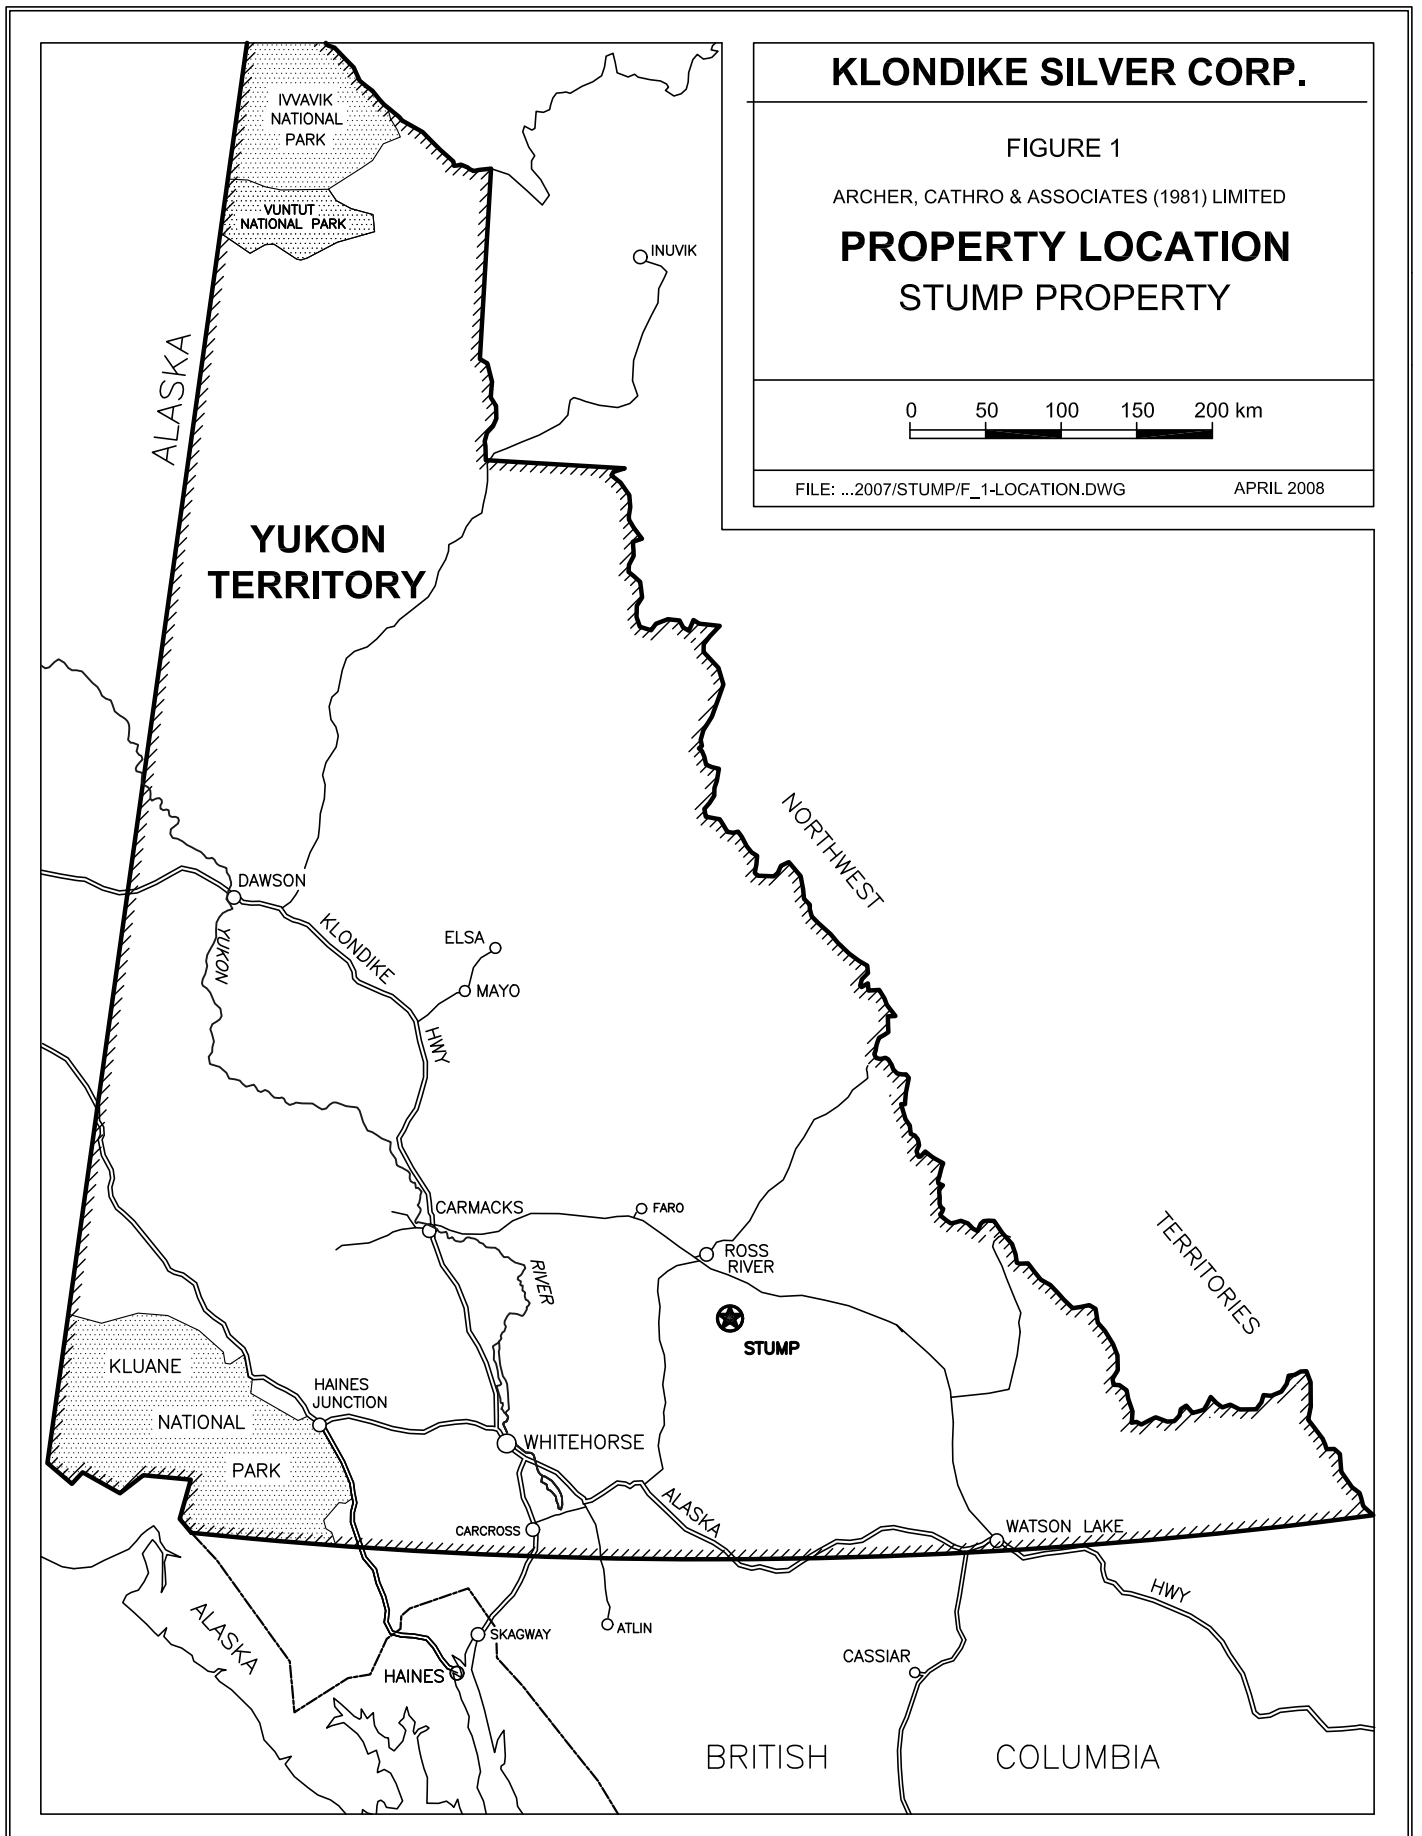 KLONDIKE SILVER CORP.
FIGURE 1
ARCHER, CATHRO & ASSOCIATES (1981) LIMITED
PROPERTY LOCATION
STUMP PROPERTY
0 50 100 150 200 km
FILE: ...2007/STUMP/F_1-LOCATION.DWG
APRIL 2008
IVVAVIK
NATIONAL
PARK
VUNTUT
NATIONAL PARK
INUVIK
ALASKA
YUKON
TERRITORY
NORTHWEST
DAWSON
KLONDIKE
YUKON
ELSA
MAYO
HWY
CARMACKS
FARO
ROSS
RIVER
RIVER
TERRITORIES
STUMP
KLUANE
NATIONAL
PARK
HAINES
JUNCTION
WHITEHORSE
ALASKA
CARCROSS
WATSON LAKE
HWY
ALASKA
SKAGWAY
ATLIN
HAINES
CASSIAR
BRITISH COLUMBIA